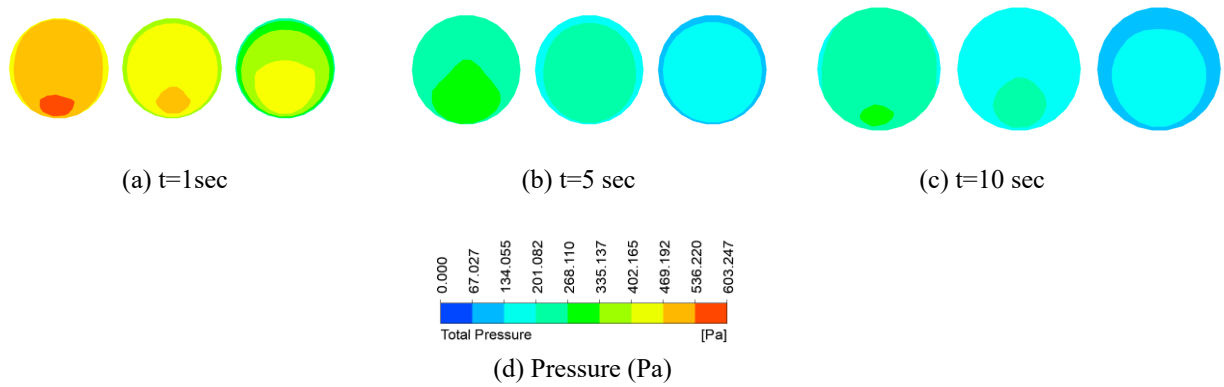 (a) t=1sec
(b) t=5 sec
(c) t=10 sec
0.000
67.027
134.055
201.082
268.110
335.137
402.165
469.192
536.220
603.247
Total Pressure [Pa]
(d) Pressure (Pa)